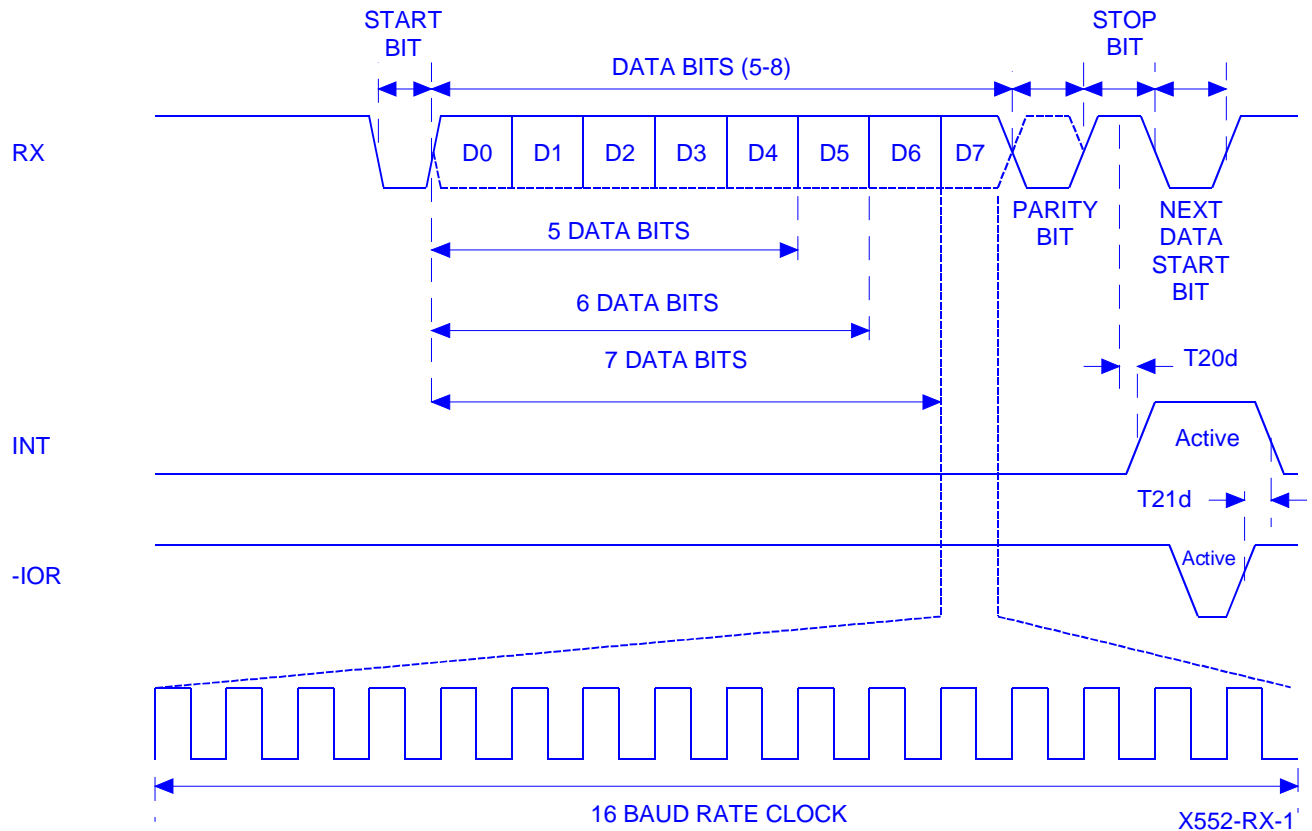 START
BIT
STOP
BIT
DATA BITS (5-8)
RX
D0 D1 D2 D3 D4 D5 D6 D7
PARITY
BIT
NEXT
DATA
START
BIT
5 DATA BITS
6 DATA BITS
7 DATA BITS
T20d
INT
Active
T21d
-IOR
Active
16 BAUD RATE CLOCK
X552-RX-1